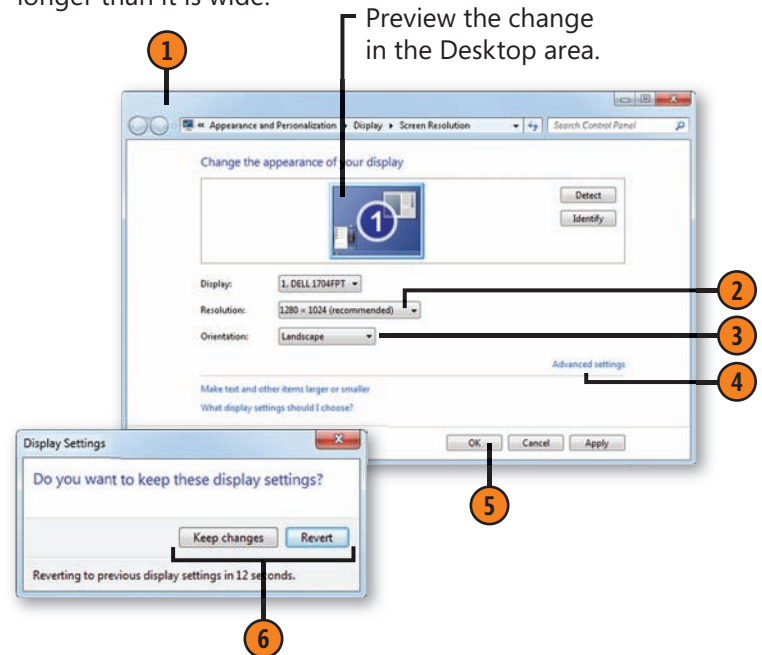 longer than it is wide.
Preview the change
in the Desktop area.
1
« Appearance and Personalization ▸ Display ▸ Screen Resolution
Search Control Panel
Change the appearance of your display
1
Detect
Identify
Display: 1. DELL 1704FPT
Resolution: 1280 × 1024 (recommended)
2
Orientation: Landscape
3
Advanced settings
4
Make text and other items larger or smaller
What display settings should I choose?
OK Cancel Apply
5
Display Settings
Do you want to keep these display settings?
Keep changes Revert
Reverting to previous display settings in 12 seconds.
6